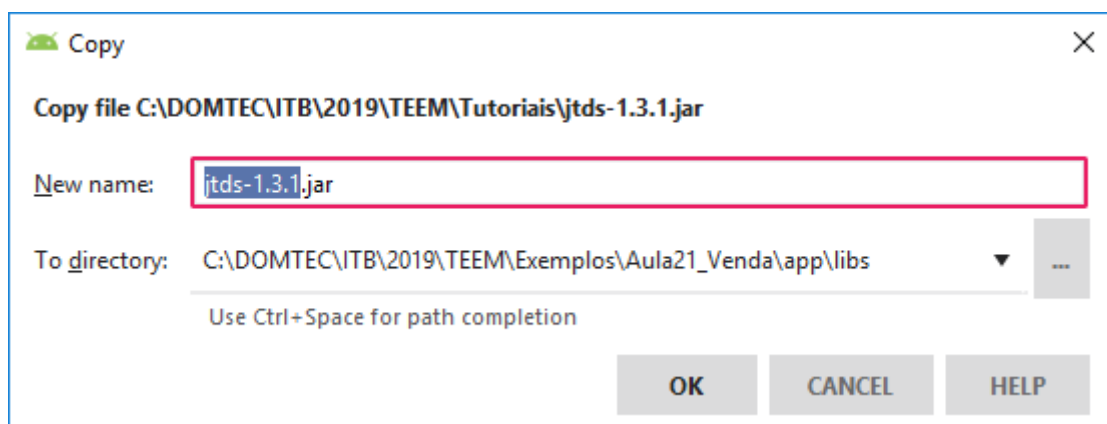 Copy
Copy file C:\DOMTEC\ITB\2019\TEEM\Tutoriais\jtds-1.3.1.jar
New name: jtds-1.3.1.jar
To directory: C:\DOMTEC\ITB\2019\TEEM\Exemplos\Aula21_Venda\app\libs ...
Use Ctrl+Space for path completion
OK CANCEL HELP